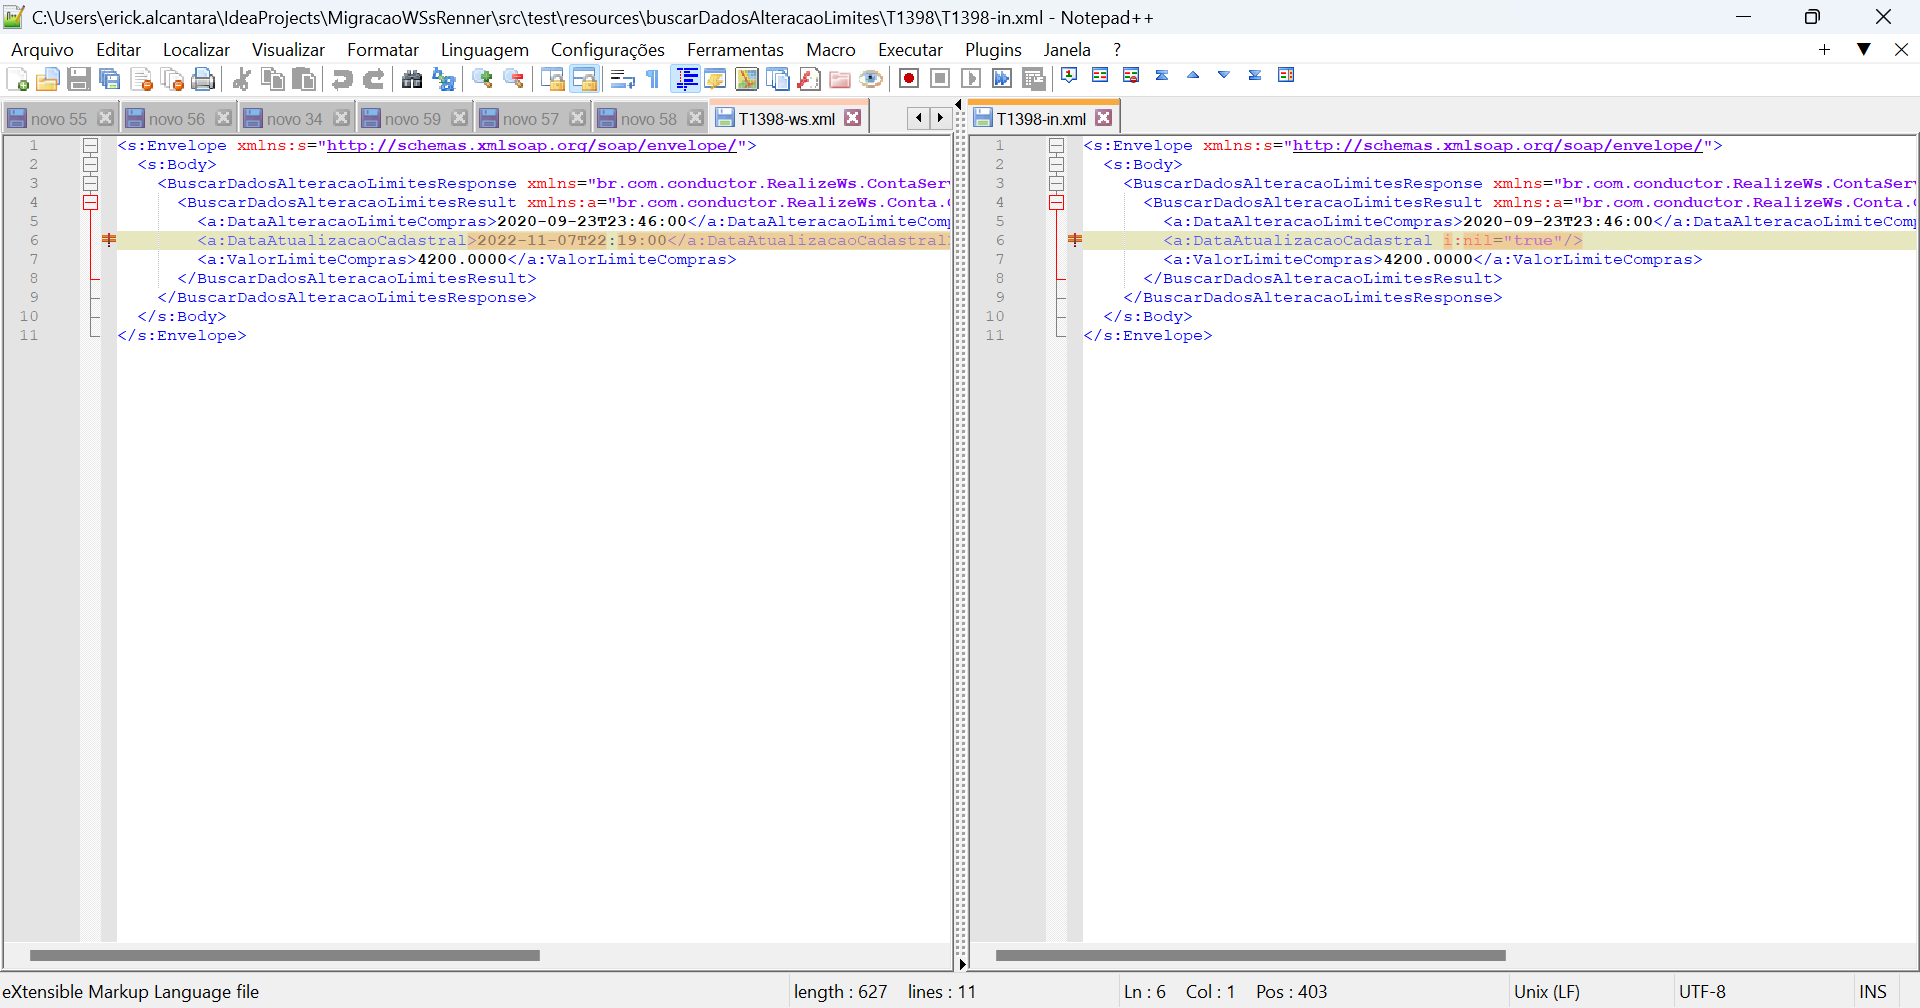 C:\Users\erick.alcantara\IdeaProjects\MigracaoWSsRenner\src\test\resources\buscarDadosAlteracaoLimites\T1398\T1398-in.xml - Notepad++
Arquivo Editar Localizar Visualizar Formatar Linguagem Configurações Ferramentas Macro Executar Plugins Janela ?
novo 55 novo 56 novo 34 novo 59 novo 57 novo 58 T1398-ws.xml
1 <s:Envelope xmlns:s="http://schemas.xmlsoap.org/soap/envelope/">
2 <s:Body>
3 <BuscarDadosAlteracaoLimitesResponse xmlns="br.com.conductor.RealizeWs.ContaSer
4 <BuscarDadosAlteracaoLimitesResult xmlns:a="br.com.conductor.RealizeWs.Conta.
5 <a:DataAlteracaoLimiteCompras>2020-09-23T23:46:00</a:DataAlteracaoLimiteCom
6 <a:DataAtualizacaoCadastral>2022-11-07T22:19:00</a:DataAtualizacaoCadastral
7 <a:ValorLimiteCompras>4200.0000</a:ValorLimiteCompras>
8 </BuscarDadosAlteracaoLimitesResult>
9 </BuscarDadosAlteracaoLimitesResponse>
10 </s:Body>
11 </s:Envelope>
T1398-in.xml
1 <s:Envelope xmlns:s="http://schemas.xmlsoap.org/soap/envelope/">
2 <s:Body>
3 <BuscarDadosAlteracaoLimitesResponse xmlns="br.com.conductor.RealizeWs.ContaSer
4 <BuscarDadosAlteracaoLimitesResult xmlns:a="br.com.conductor.RealizeWs.Conta.
5 <a:DataAlteracaoLimiteCompras>2020-09-23T23:46:00</a:DataAlteracaoLimiteCom
6 <a:DataAtualizacaoCadastral i:nil="true"/>
7 <a:ValorLimiteCompras>4200.0000</a:ValorLimiteCompras>
8 </BuscarDadosAlteracaoLimitesResult>
9 </BuscarDadosAlteracaoLimitesResponse>
10 </s:Body>
11 </s:Envelope>
eXtensible Markup Language file length : 627 lines : 11 Ln : 6 Col : 1 Pos : 403 Unix (LF) UTF-8 INS